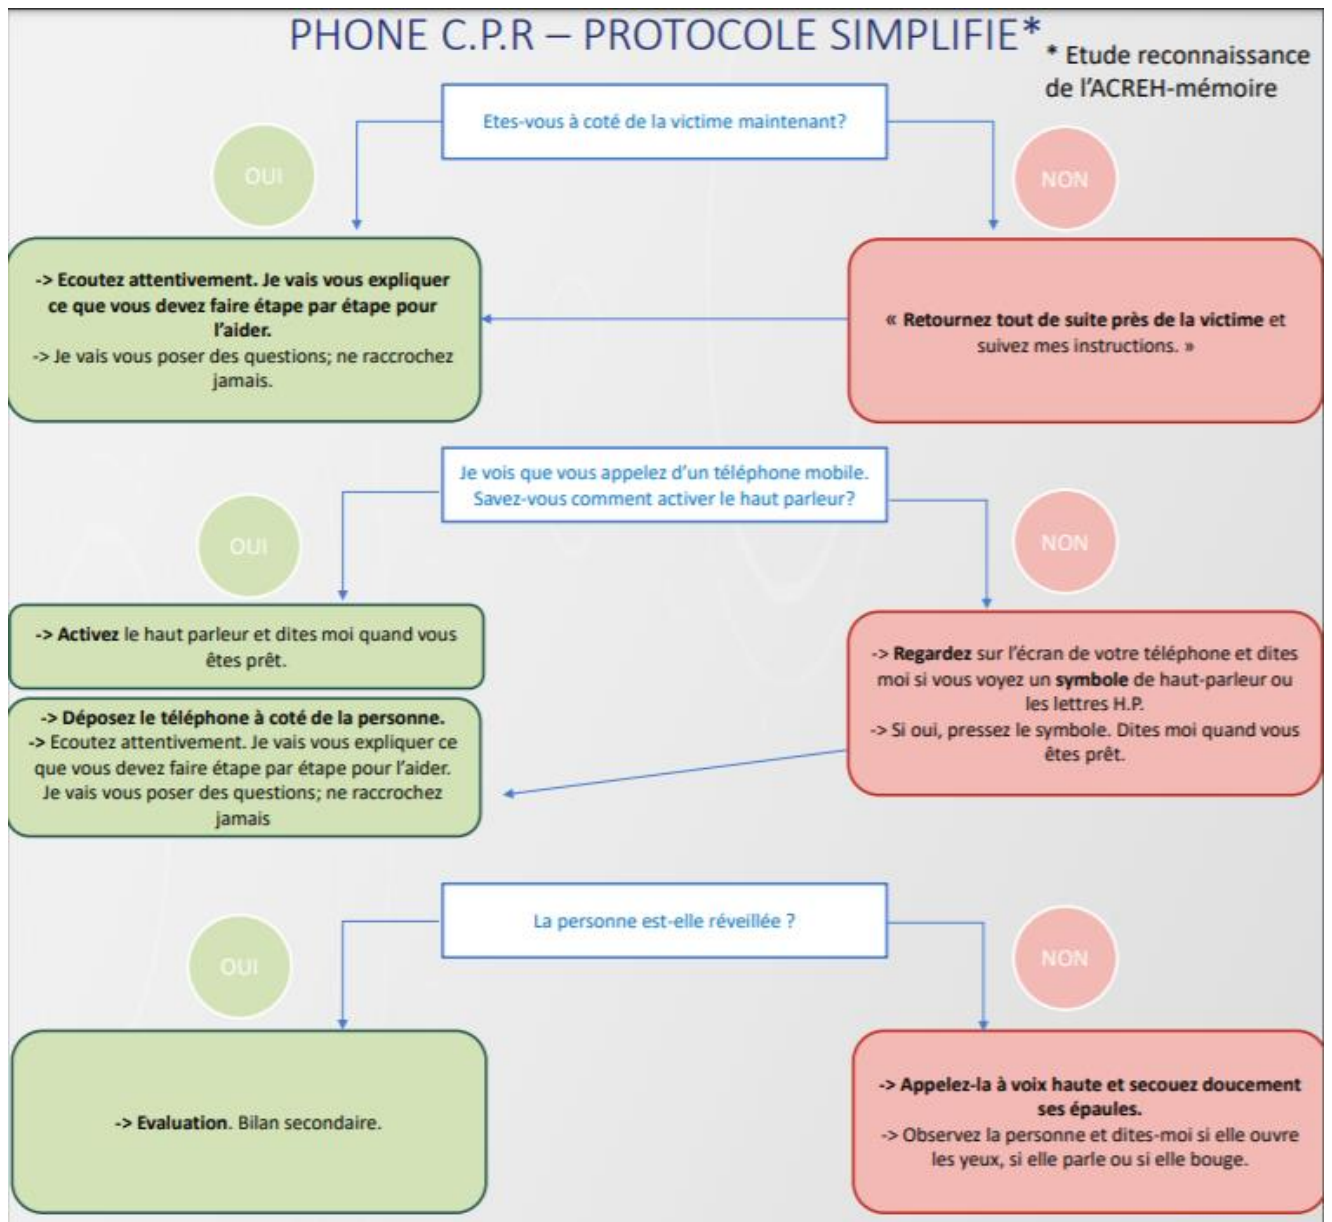 PHONE C.P.R – PROTOCOLE SIMPLIFIE*
* Etude reconnaissance
de l'ACREH-mémoire
Etes-vous à coté de la victime maintenant?
OUI
NON
-> Ecoutez attentivement. Je vais vous expliquer
ce que vous devez faire étape par étape pour
l'aider.
-> Je vais vous poser des questions; ne raccrochez
jamais.
« Retournez tout de suite près de la victime et
suivez mes instructions. »
Je vois que vous appelez d'un téléphone mobile.
Savez-vous comment activer le haut parleur?
OUI
NON
-> Activez le haut parleur et dites moi quand vous
êtes prêt.
-> Déposez le téléphone à coté de la personne.
-> Ecoutez attentivement. Je vais vous expliquer ce
que vous devez faire étape par étape pour l'aider.
Je vais vous poser des questions; ne raccrochez
jamais
-> Regardez sur l'écran de votre téléphone et dites
moi si vous voyez un symbole de haut-parleur ou
les lettres H.P.
-> Si oui, pressez le symbole. Dites moi quand vous
êtes prêt.
La personne est-elle réveillée ?
OUI
NON
-> Evaluation. Bilan secondaire.
-> Appelez-la à voix haute et secouez doucement
ses épaules.
-> Observez la personne et dites-moi si elle ouvre
les yeux, si elle parle ou si elle bouge.